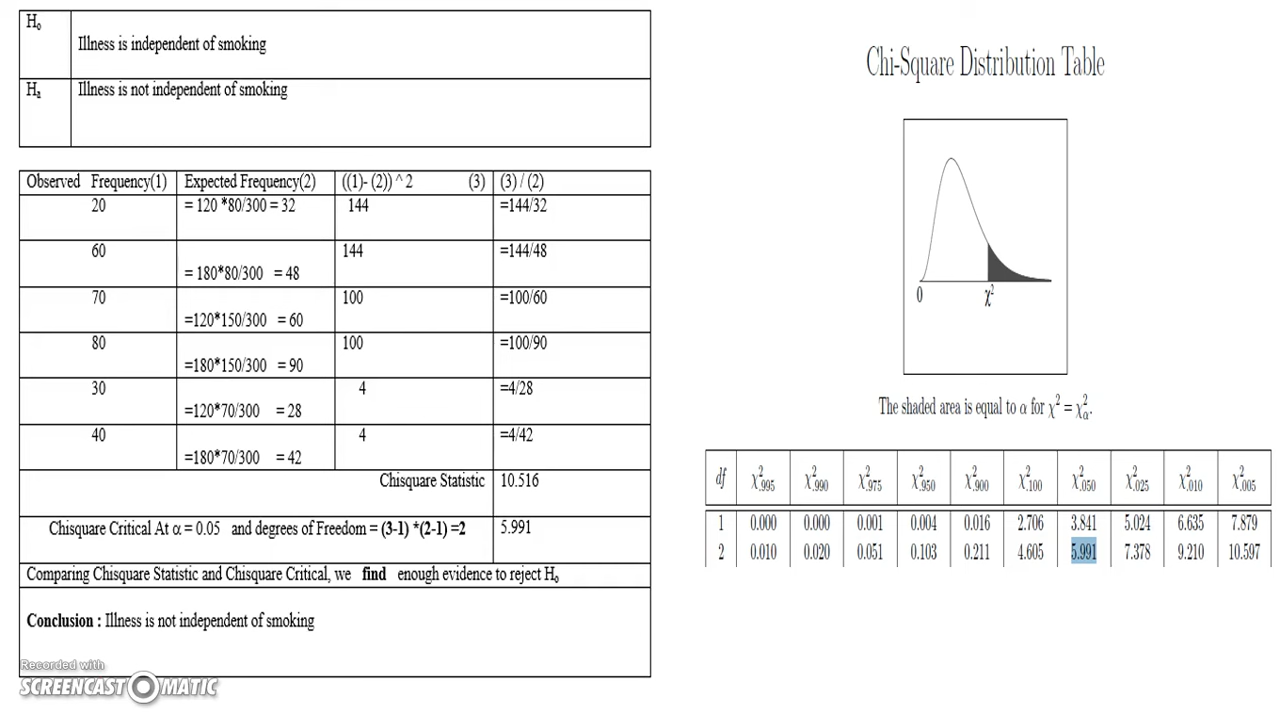 H₀
Illness is independent of smoking
Hₐ Illness is not independent of smoking
Observed Frequency(1) Expected Frequency(2) ((1)- (2)) ^ 2 (3) (3) / (2)
20 = 120 *80/300 = 32 144 =144/32
60 144 =144/48
= 180*80/300 = 48
70 100 =100/60
=120*150/300 = 60
80 100 =100/90
=180*150/300 = 90
30 4 =4/28
=120*70/300 = 28
40 4 =4/42
=180*70/300 = 42
Chisquare Statistic 10.516
Chisquare Critical At α = 0.05 and degrees of Freedom = (3-1) *(2-1) =2 5.991
Comparing Chisquare Statistic and Chisquare Critical, we find enough evidence to reject H₀
Conclusion : Illness is not independent of smoking
Recorded with
SCREENCAST O MATIC
Chi-Square Distribution Table
0 χ²
The shaded area is equal to α for χ² = χ²α.
df χ².995 χ².990 χ².975 χ².950 χ².900 χ².100 χ².050 χ².025 χ².010 χ².005
1 0.000 0.000 0.001 0.004 0.016 2.706 3.841 5.024 6.635 7.879
2 0.010 0.020 0.051 0.103 0.211 4.605 5.991 7.378 9.210 10.597